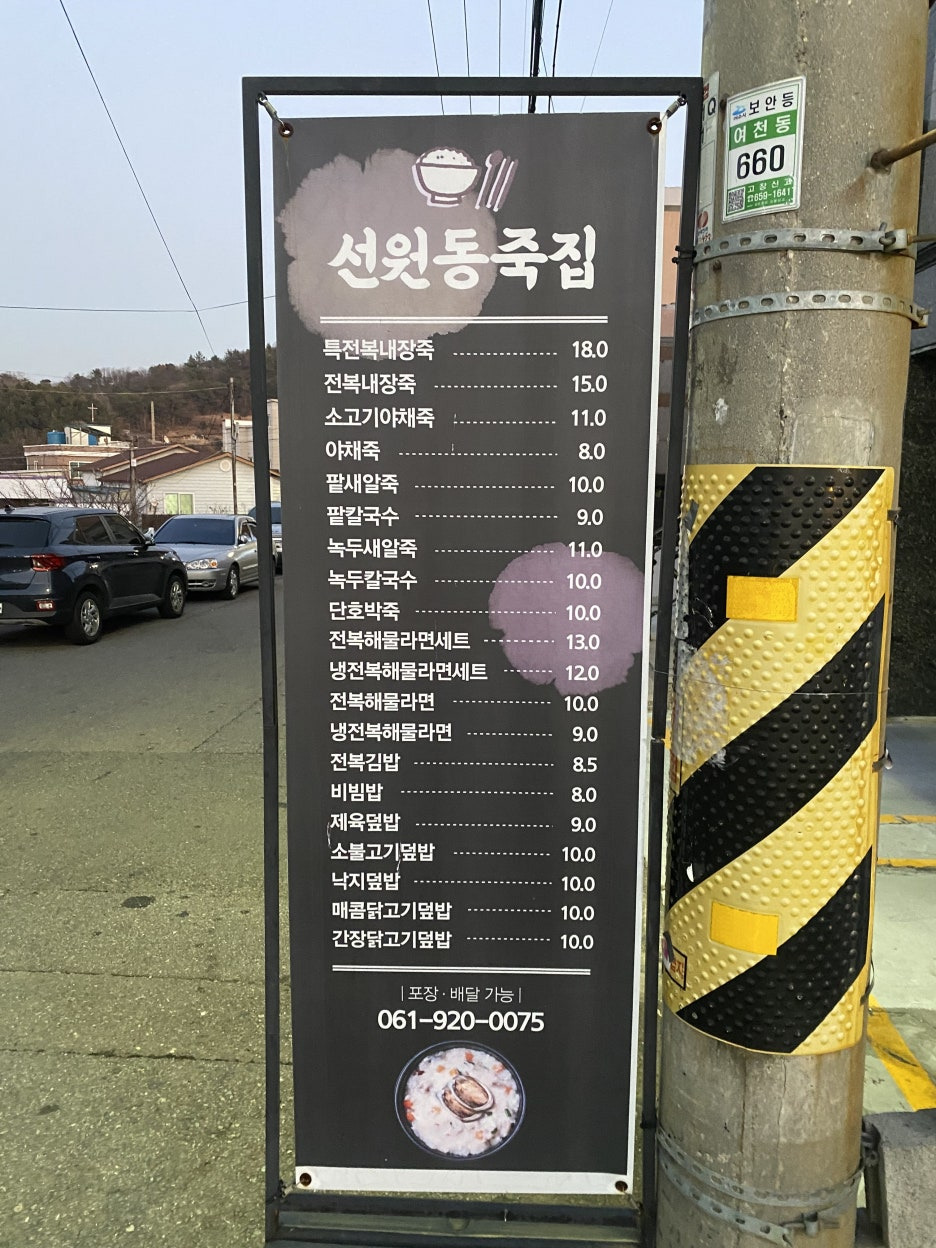 선원동죽집
특전복내장죽 18.0
전복내장죽 15.0
소고기야채죽 11.0
야채죽 8.0
팥새알죽 10.0
팥칼국수 9.0
녹두새알죽 11.0
녹두칼국수 10.0
단호박죽 10.0
전복해물라면세트 13.0
냉전복해물라면세트 12.0
전복해물라면 10.0
냉전복해물라면 9.0
전복김밥 8.5
비빔밥 8.0
제육덮밥 9.0
소불고기덮밥 10.0
낙지덮밥 10.0
매콤닭고기덮밥 10.0
간장닭고기덮밥 10.0
|포장·배달 가능|
061-920-0075
보안등
여천동
660
고장신고
☎659-1641